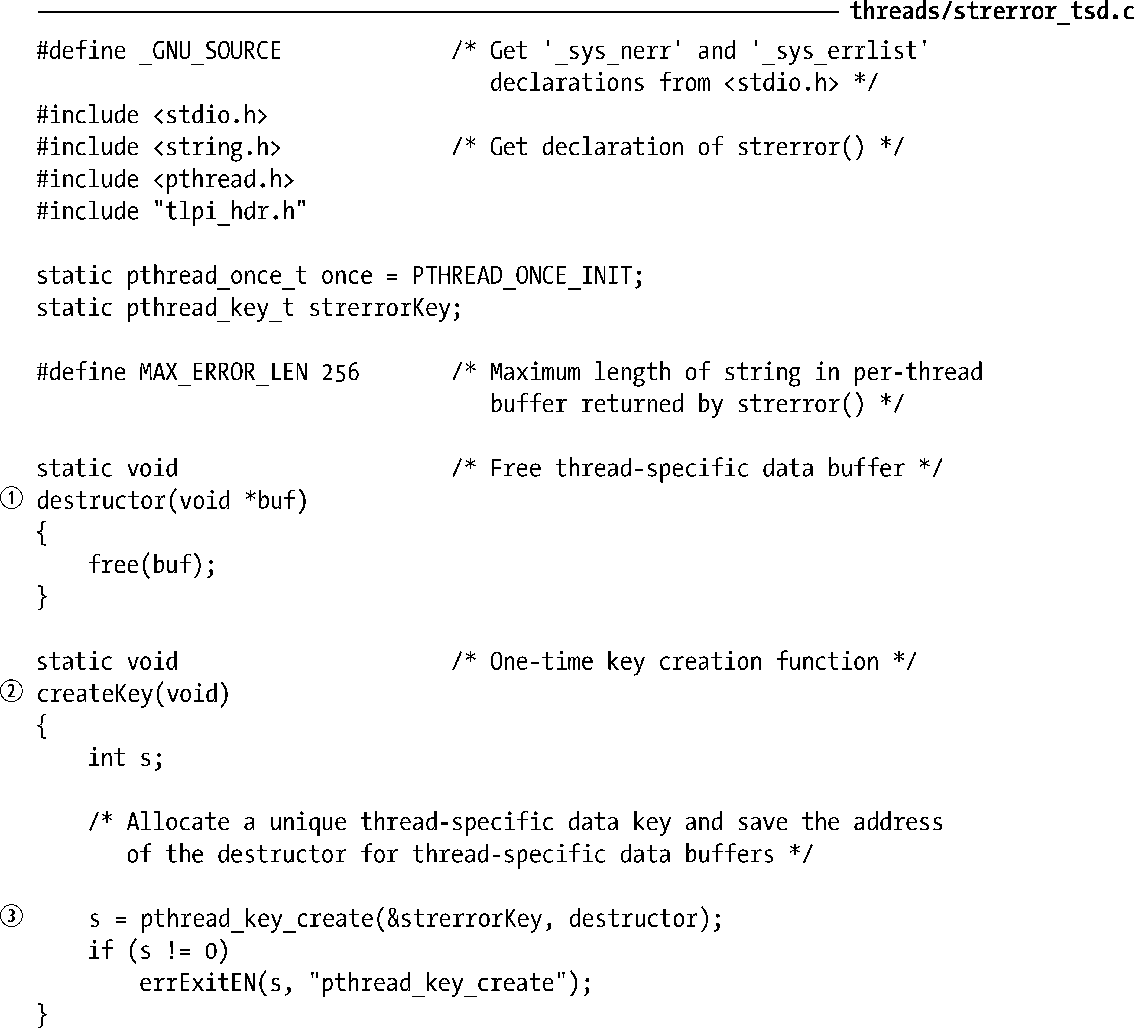 threads/strerror_tsd.c
#define _GNU_SOURCE /* Get '_sys_nerr' and '_sys_errlist'
declarations from <stdio.h> */
#include <stdio.h>
#include <string.h> /* Get declaration of strerror() */
#include <pthread.h>
#include "tlpi_hdr.h"
static pthread_once_t once = PTHREAD_ONCE_INIT;
static pthread_key_t strerrorKey;
#define MAX_ERROR_LEN 256 /* Maximum length of string in per-thread
buffer returned by strerror() */
static void /* Free thread-specific data buffer */
① destructor(void *buf)
{
free(buf);
}
static void /* One-time key creation function */
② createKey(void)
{
int s;
/* Allocate a unique thread-specific data key and save the address
of the destructor for thread-specific data buffers */
③ s = pthread_key_create(&strerrorKey, destructor);
if (s != 0)
errExitEN(s, "pthread_key_create");
}